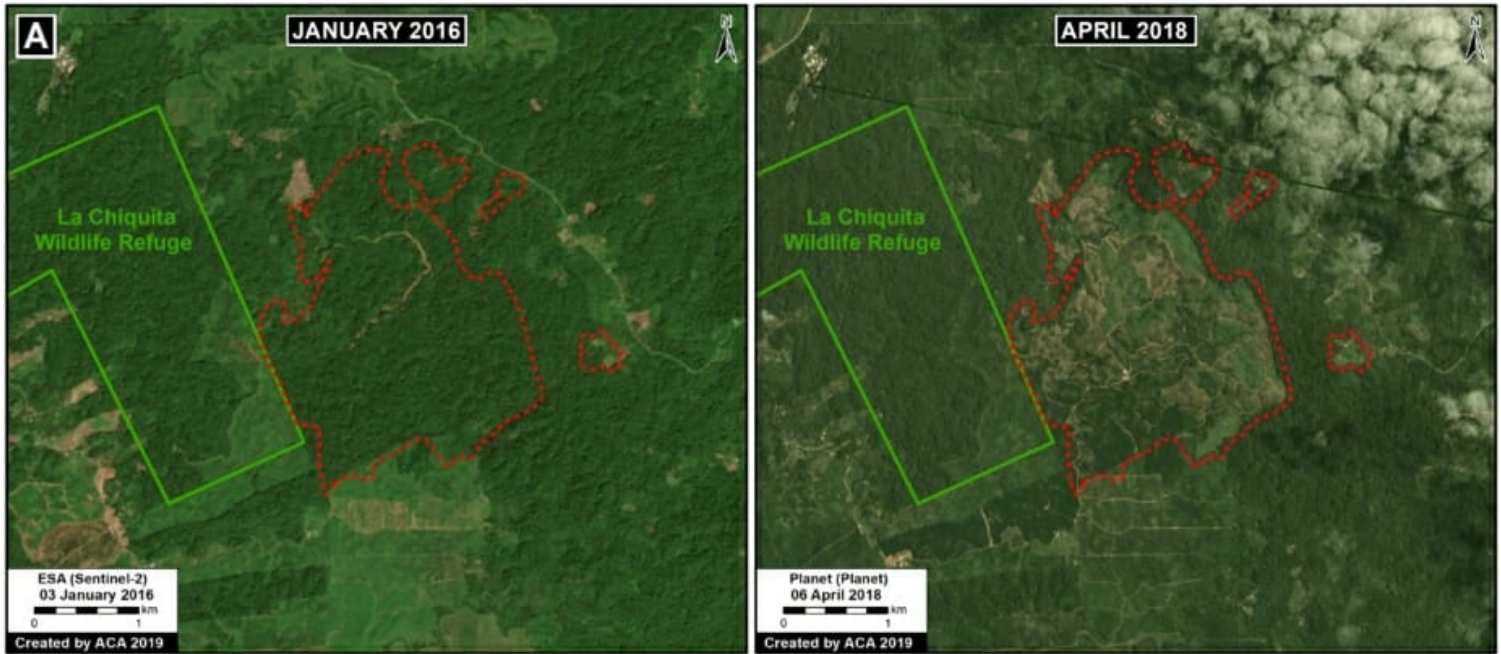 A
JANUARY 2016
N
La Chiquita
Wildlife Refuge
ESA (Sentinel-2)
03 January 2016
km
0 1
Created by ACA 2019
APRIL 2018
N
La Chiquita
Wildlife Refuge
Planet (Planet)
06 April 2018
km
0 1
Created by ACA 2019